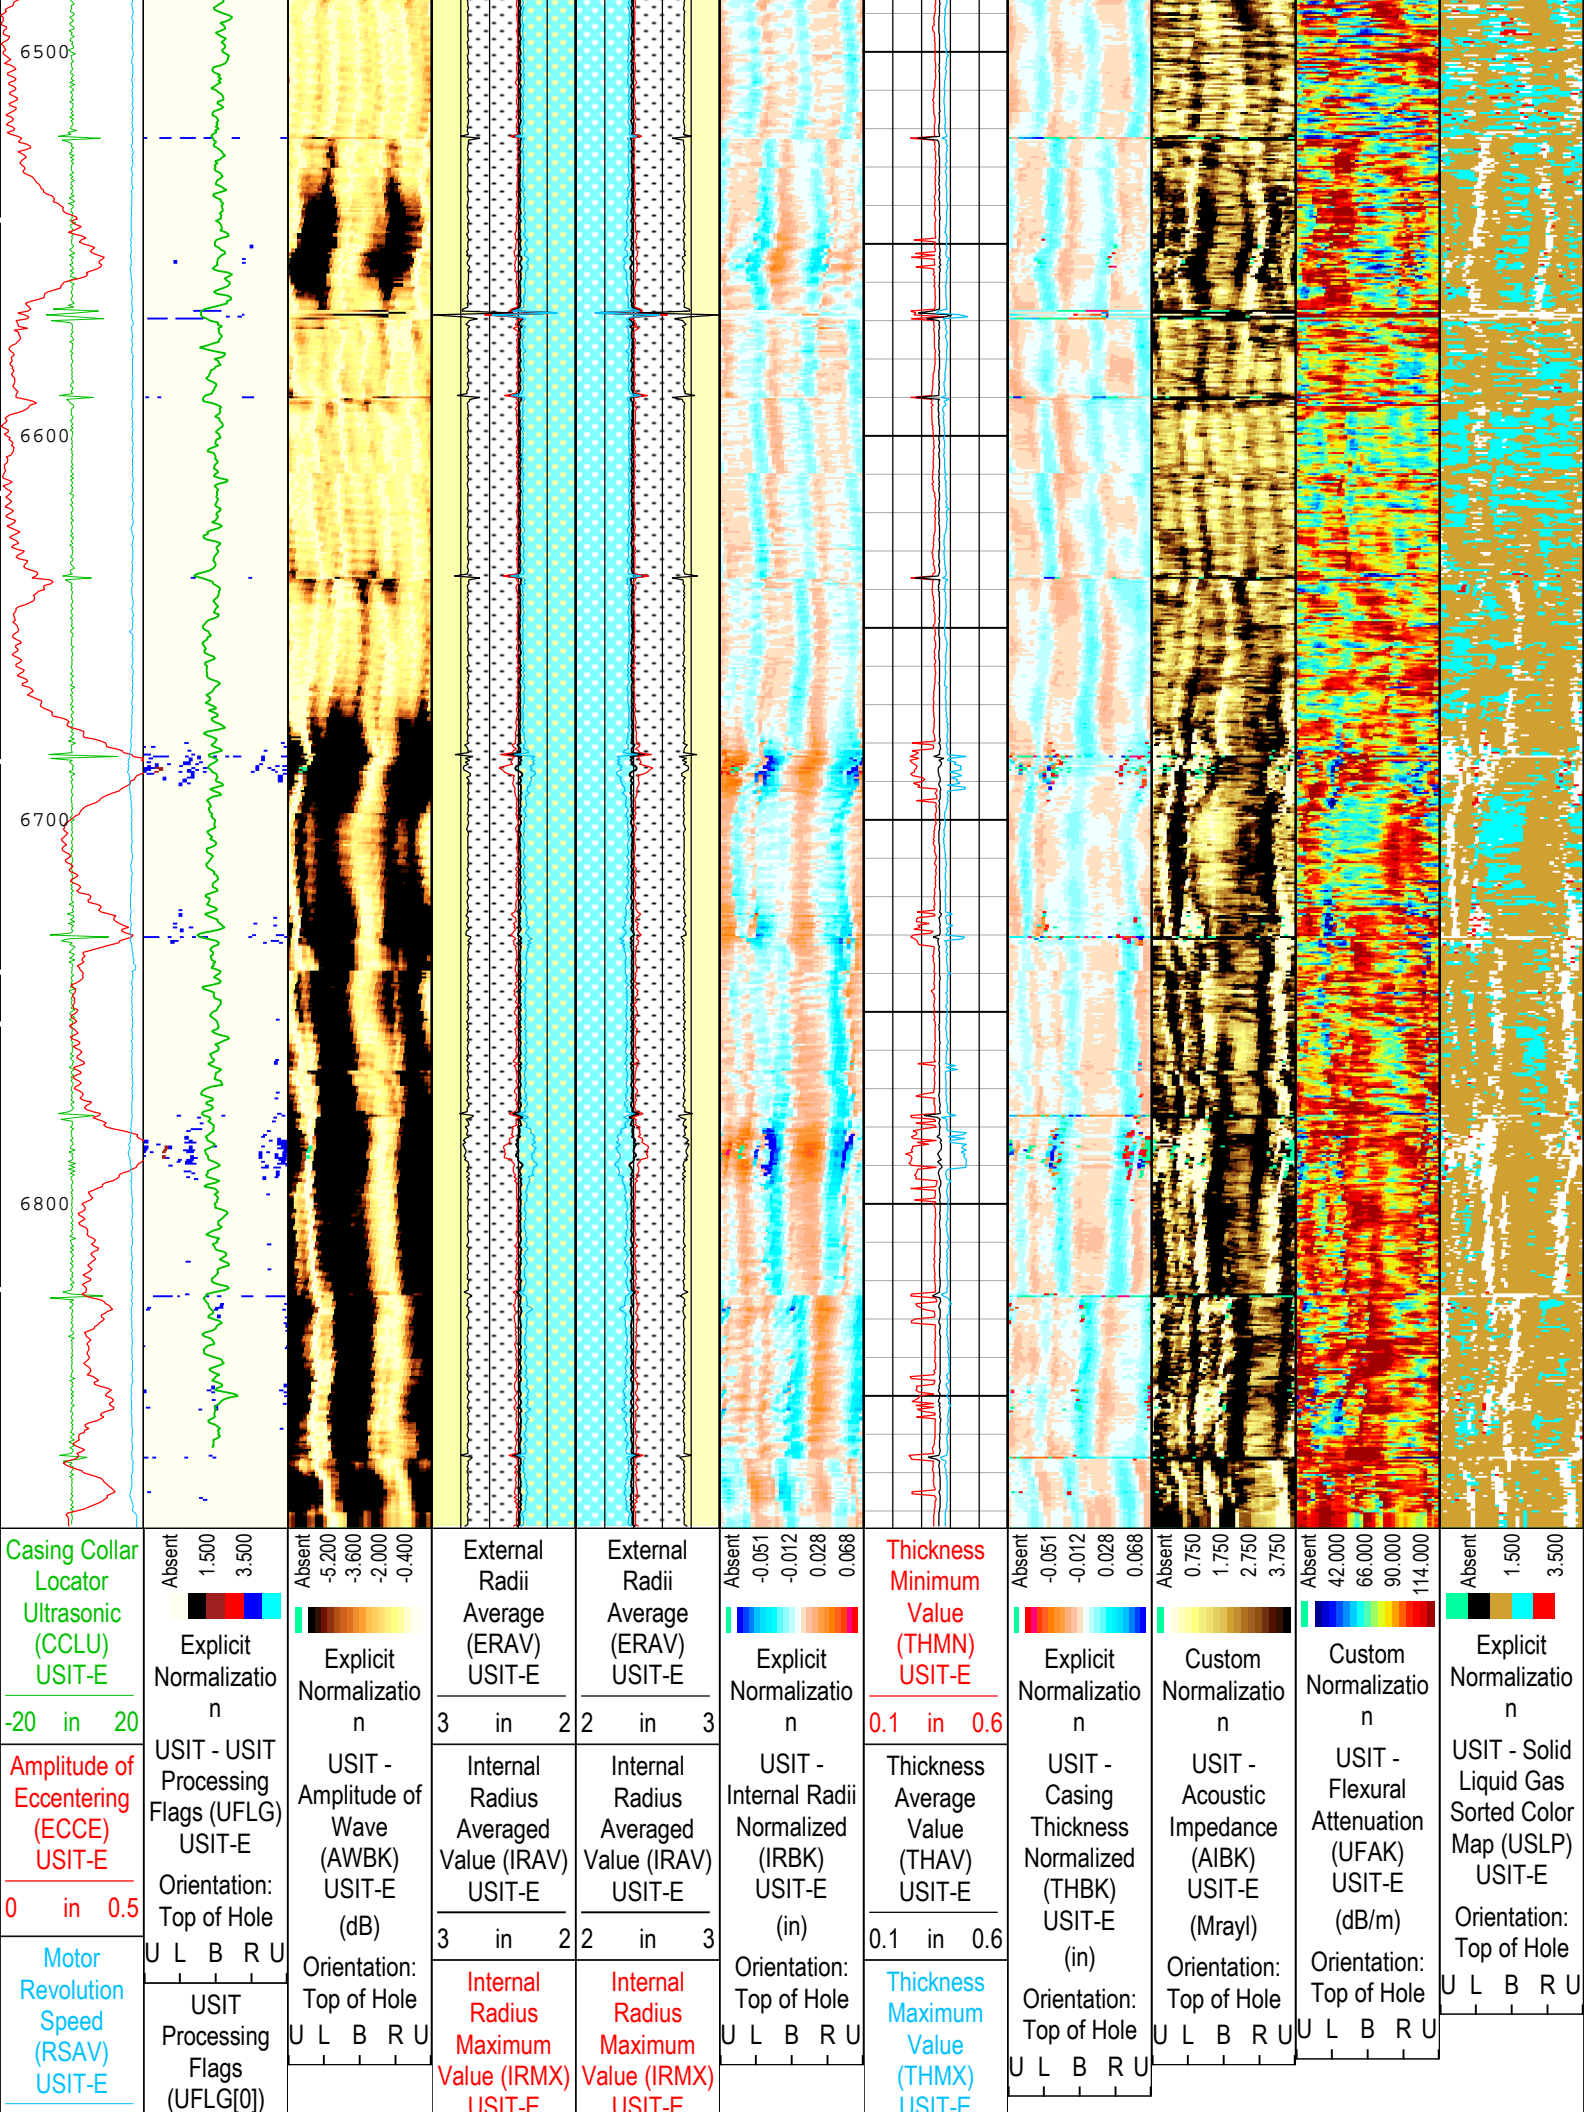 6500
6600
6700
6800
Casing Collar
Locator
Ultrasonic
(CCLU)
USIT-E
-20 in 20
Amplitude of
Eccentering
(ECCE)
USIT-E
0 in 0.5
Motor
Revolution
Speed
(RSAV)
USIT-E
Absent
1.500
3.500
Explicit
Normalizatio
n
USIT - USIT
Processing
Flags (UFLG)
USIT-E
Orientation:
Top of Hole
U L B R U
USIT
Processing
Flags
(UFLG[0])
Absent
-5.200
-3.600
-2.000
-0.400
Explicit
Normalizatio
n
USIT -
Amplitude of
Wave
(AWBK)
USIT-E
(dB)
Orientation:
Top of Hole
U L B R U
External
Radii
Average
(ERAV)
USIT-E
3 in 2
Internal
Radius
Averaged
Value (IRAV)
USIT-E
3 in 2
Internal
Radius
Maximum
Value (IRMX)
USIT-E
External
Radii
Average
(ERAV)
USIT-E
2 in 3
Internal
Radius
Averaged
Value (IRAV)
USIT-E
2 in 3
Internal
Radius
Maximum
Value (IRMX)
USIT-E
Absent
-0.051
-0.012
0.028
0.068
Explicit
Normalizatio
n
USIT -
Internal Radii
Normalized
(IRBK)
USIT-E
(in)
Orientation:
Top of Hole
U L B R U
Thickness
Minimum
Value
(THMN)
USIT-E
0.1 in 0.6
Thickness
Average
Value
(THAV)
USIT-E
0.1 in 0.6
Thickness
Maximum
Value
(THMX)
USIT-E
Absent
-0.051
-0.012
0.028
0.068
Explicit
Normalizatio
n
USIT -
Casing
Thickness
Normalized
(THBK)
USIT-E
(in)
Orientation:
Top of Hole
U L B R U
Absent
0.750
1.750
2.750
3.750
Custom
Normalizatio
n
USIT -
Acoustic
Impedance
(AIBK)
USIT-E
(Mrayl)
Orientation:
Top of Hole
U L B R U
Absent
42.000
66.000
90.000
114.000
Custom
Normalizatio
n
USIT -
Flexural
Attenuation
(UFAK)
USIT-E
(dB/m)
Orientation:
Top of Hole
U L B R U
Absent
1.500
3.500
Explicit
Normalizatio
n
USIT - Solid
Liquid Gas
Sorted Color
Map (USLP)
USIT-E
Orientation:
Top of Hole
U L B R U